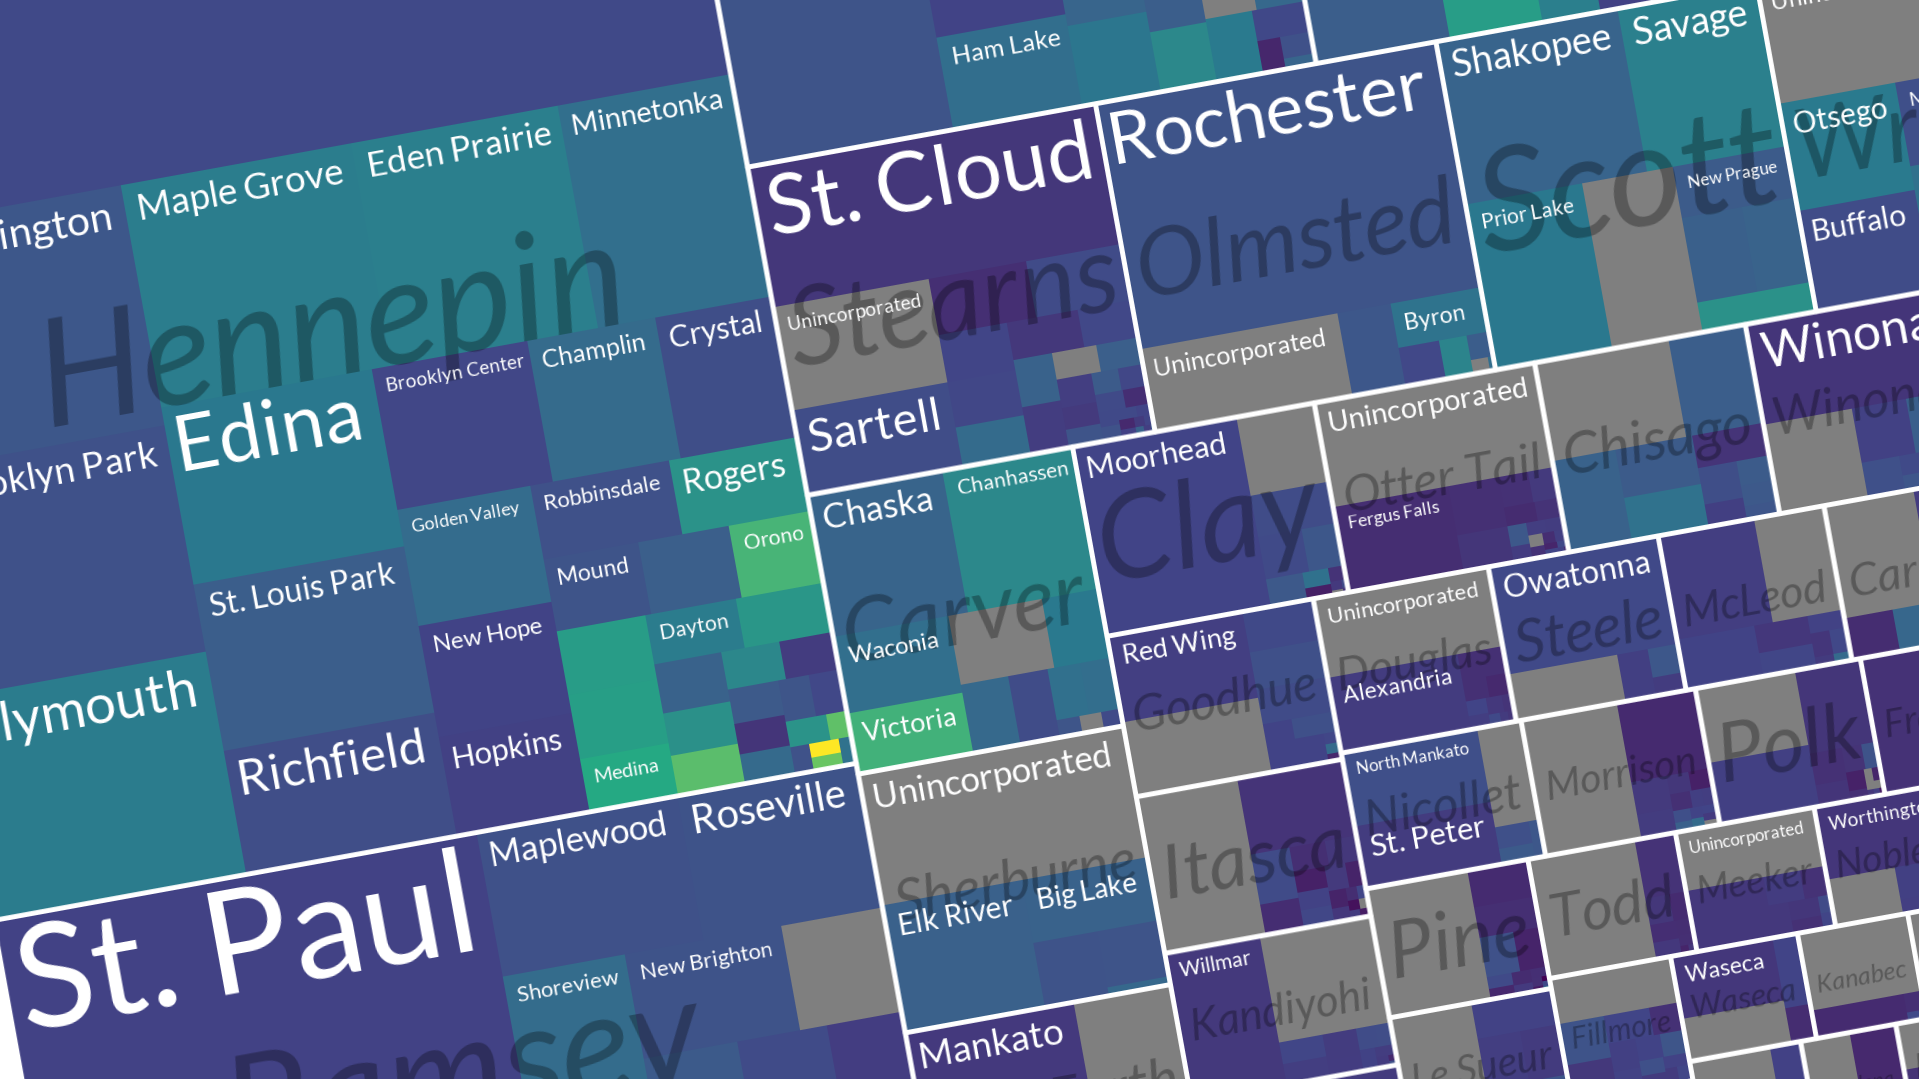 Ham Lake
Shakopee
Savage
Minnetonka
Eden Prairie
Maple Grove
ington
Hennepin
St. Cloud
Stearns
Unincorporated
Sartell
Rochester
Olmsted
Unincorporated
Byron
Scott
Prior Lake
New Prague
Otsego
Wr
Buffalo
oklyn Park
Edina
Brooklyn Center
Champlin
Crystal
Golden Valley
Robbinsdale
Rogers
Orono
Mound
St. Louis Park
New Hope
Dayton
lymouth
Richfield
Hopkins
Medina
Chaska
Chanhassen
Carver
Waconia
Victoria
Moorhead
Clay
Unincorporated
Otter Tail
Fergus Falls
Chisago
Winona
Winon
Red Wing
Goodhue
Unincorporated
Douglas
Alexandria
Owatonna
Steele
McLeod
Car
St. Paul
Ramsey
Maplewood
Roseville
Shoreview
New Brighton
Unincorporated
Sherburne
Elk River
Big Lake
Itasca
North Mankato
Nicollet
St. Peter
Morrison
Polk
Fr
Mankato
Willmar
Kandiyohi
Pine
Todd
Unincorporated
Meeker
Worthingt
Noble
Le Sueur
Fillmore
Waseca
Waseca
Kanabec